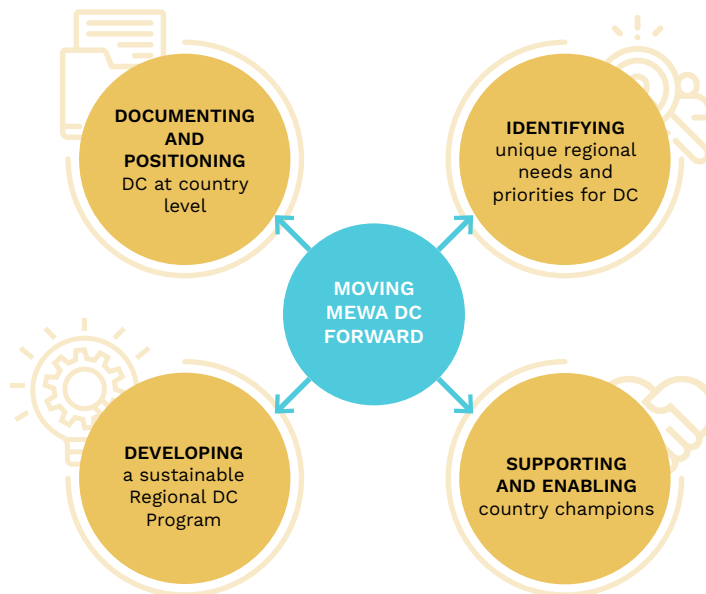 DOCUMENTING
AND
POSITIONING
DC at country
level
IDENTIFYING
unique regional
needs and
priorities for DC
MOVING
MEWA DC
FORWARD
DEVELOPING
a sustainable
Regional DC
Program
SUPPORTING
AND ENABLING
country champions